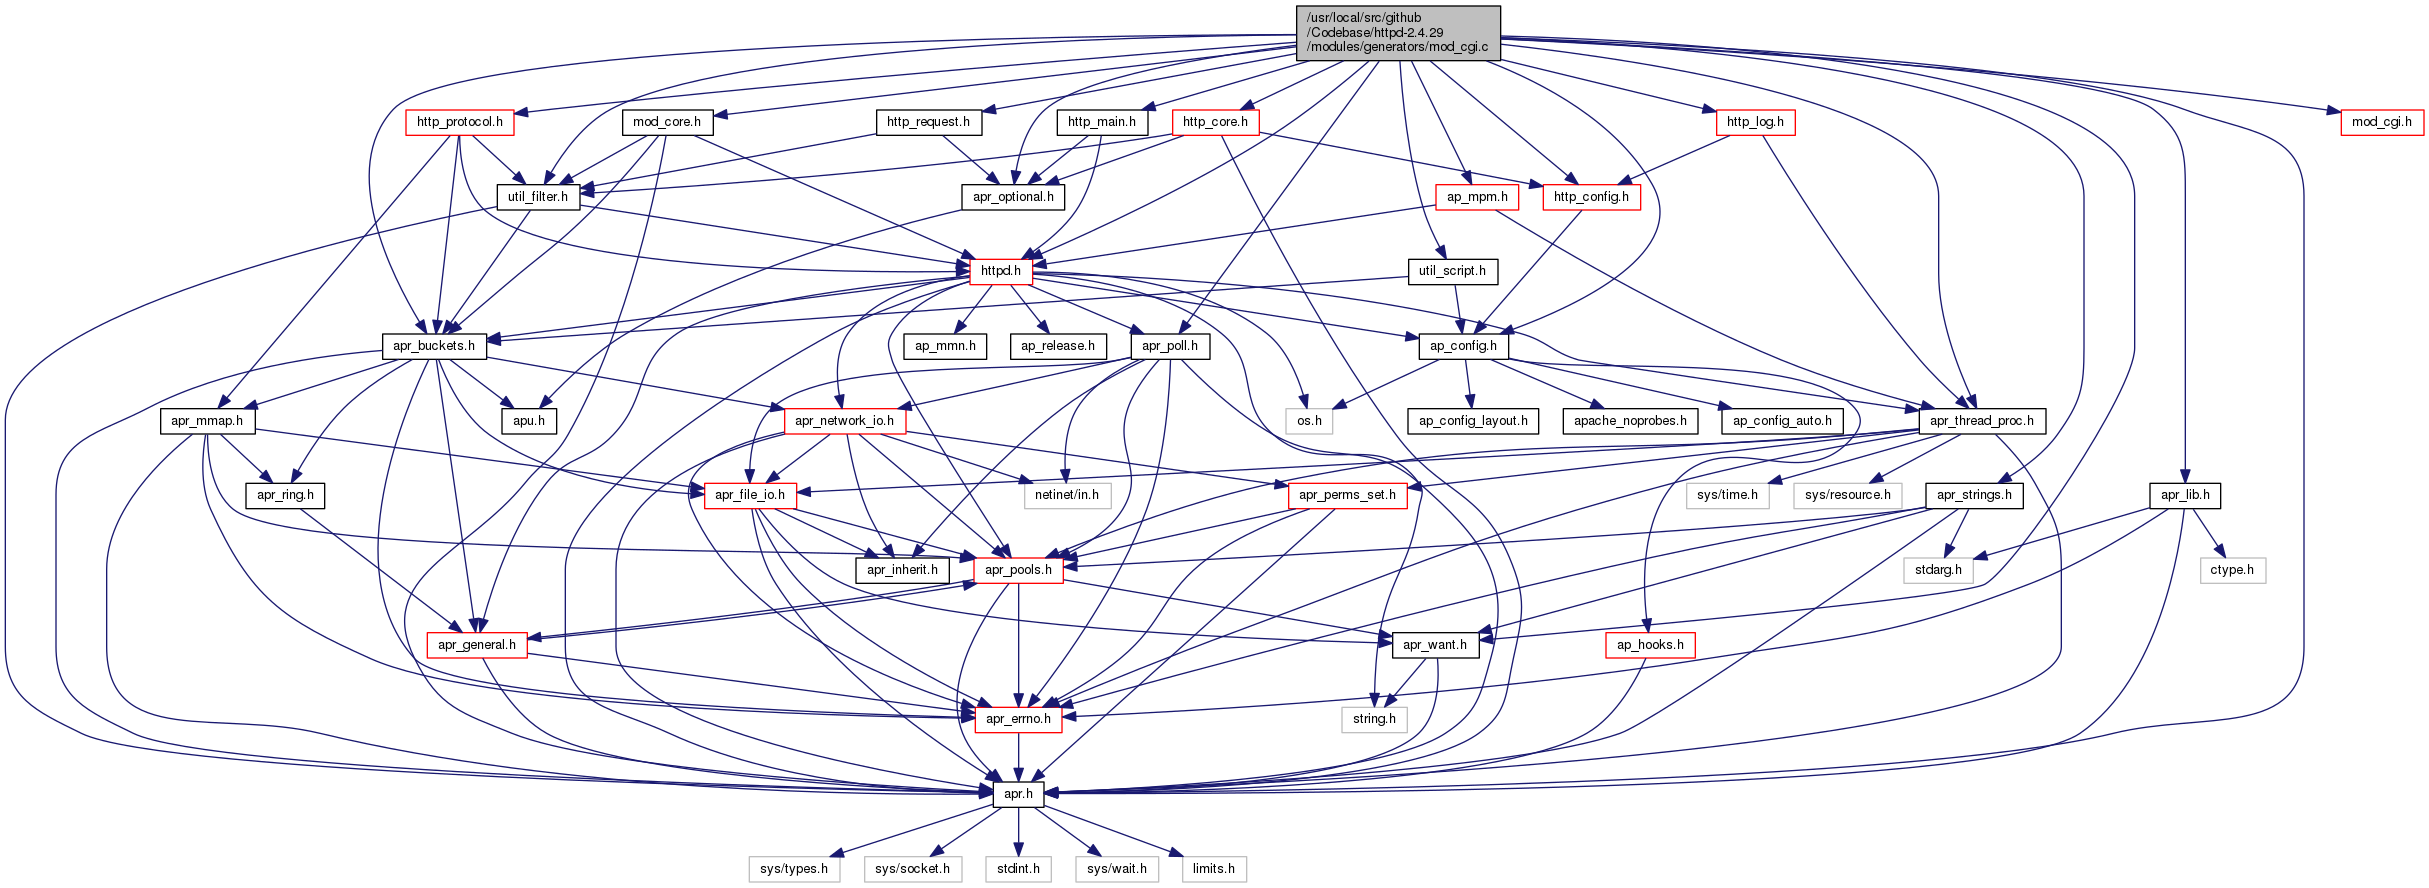 /usr/local/src/github
/Codebase/httpd-2.4.29
/modules/generators/mod_cgi.c
http_protocol.h
mod_core.h
http_request.h
http_main.h
http_core.h
http_log.h
mod_cgi.h
util_filter.h
apr_optional.h
ap_mpm.h
http_config.h
httpd.h
util_script.h
apr_buckets.h
ap_mmn.h
ap_release.h
apr_poll.h
ap_config.h
apr_mmap.h
apu.h
apr_network_io.h
os.h
ap_config_layout.h
apache_noprobes.h
ap_config_auto.h
apr_thread_proc.h
apr_ring.h
apr_file_io.h
netinet/in.h
apr_perms_set.h
sys/time.h
sys/resource.h
apr_strings.h
apr_lib.h
apr_inherit.h
apr_pools.h
stdarg.h
ctype.h
apr_general.h
apr_want.h
ap_hooks.h
apr_errno.h
string.h
apr.h
sys/types.h
sys/socket.h
stdint.h
sys/wait.h
limits.h